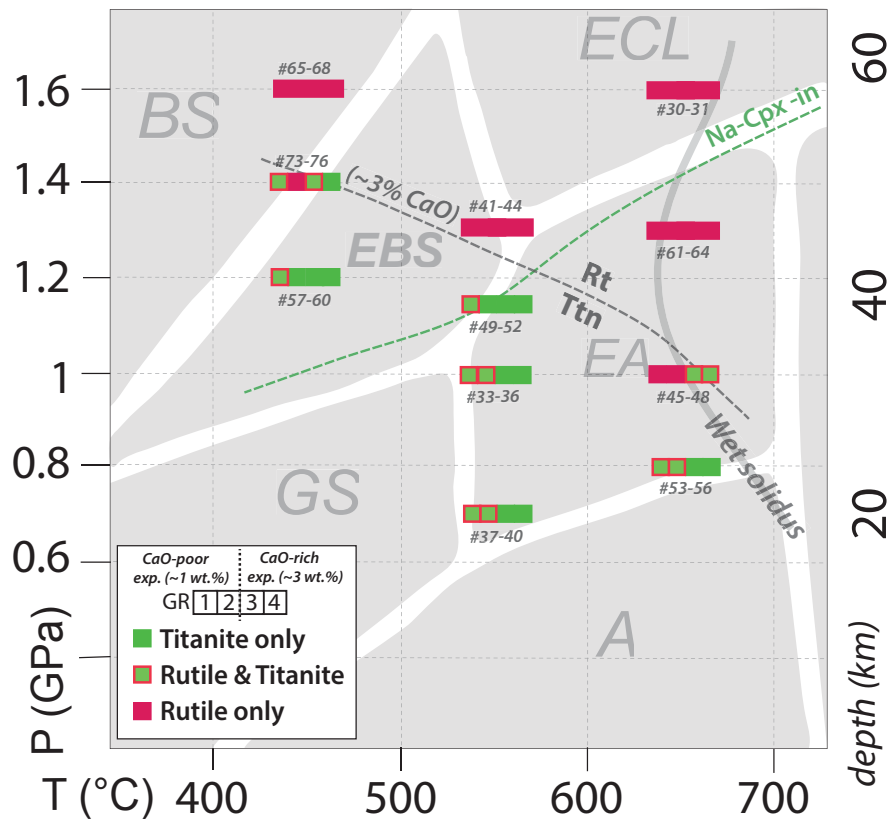 ECL
60
#65-68
1.6
BS
#30-31
Na-Cpx-in
#73-76
1.4
(~3% CaO)
#41-44
EBS
Rt
#61-64
1.2
#57-60
Ttn
40
#49-52
1
EA
#33-36
#45-48
Wet solidus
0.8
GS
#53-56
20
#37-40
0.6
CaO-poor CaO-rich
exp. (~1 wt.%) exp. (~3 wt.%)
GR 1 2 3 4
Titanite only
Rutile & Titanite
Rutile only
A
P (GPa)
depth (km)
T (°C) 400 500 600 700